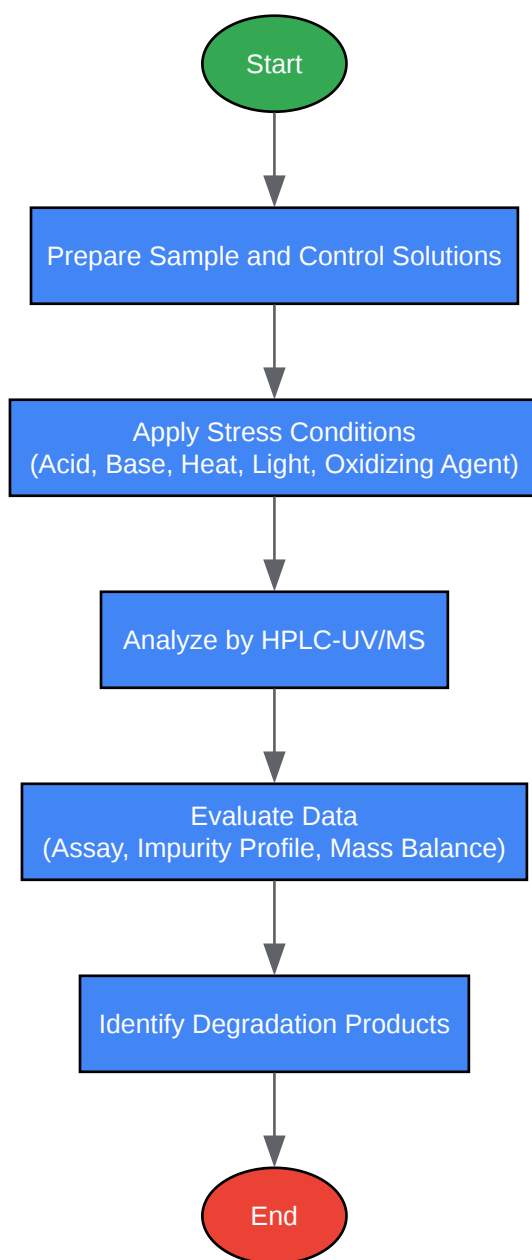 Start
Prepare Sample and Control Solutions
Apply Stress Conditions
(Acid, Base, Heat, Light, Oxidizing Agent)
Analyze by HPLC-UV/MS
Evaluate Data
(Assay, Impurity Profile, Mass Balance)
Identify Degradation Products
End